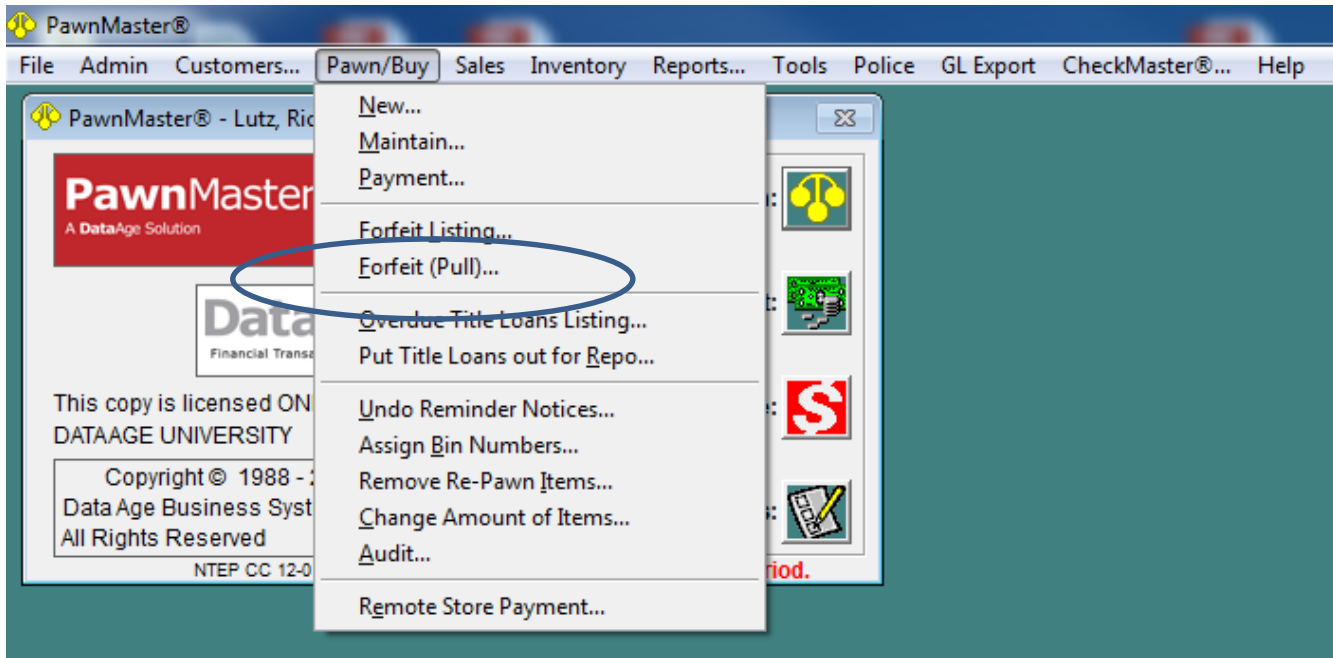 PawnMaster®
File Admin Customers... Pawn/Buy Sales Inventory Reports... Tools Police GL Export CheckMaster®... Help
PawnMaster® - Lutz, Ric
New...
Maintain...
Payment...
Forfeit Listing...
Forfeit (Pull)...
Overdue Title Loans Listing...
Put Title Loans out for Repo...
Undo Reminder Notices...
Assign Bin Numbers...
Remove Re-Pawn Items...
Change Amount of Items...
Audit...
Remote Store Payment...
PawnMaster
A DataAge Solution
Data
Financial Transa
This copy is licensed ON
DATAAGE UNIVERSITY
Copyright © 1988 -
Data Age Business Syst
All Rights Reserved
NTEP CC 12-0
riod.